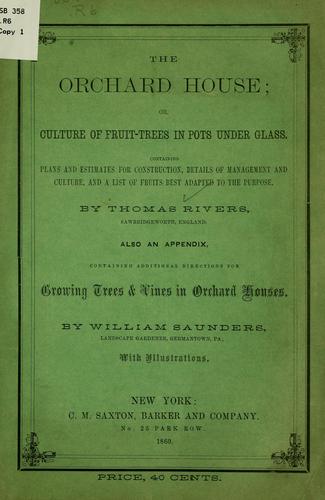 SB 358
.R6
Copy 1
R6
THE
ORCHARD HOUSE;
OR,
CULTURE OF FRUIT-TREES IN POTS UNDER GLASS.
CONTAINING
PLANS AND ESTIMATES FOR CONSTRUCTION, DETAILS OF MANAGEMENT AND
CULTURE, AND A LIST OF FRUITS BEST ADAPTED TO THE PURPOSE.
BY THOMAS RIVERS,
SAWBRIDGEWORTH, ENGLAND.
ALSO AN APPENDIX,
CONTAINING ADDITIONAL DIRECTIONS FOR
Growing Trees & Vines in Orchard Houses.
BY WILLIAM SAUNDERS,
LANDSCAPE GARDENER, GERMANTOWN, PA.
With Illustrations.
NEW YORK:
C. M. SAXTON, BARKER AND COMPANY.
No. 25 PARK ROW.
1860.
PRICE, 40 CENTS.